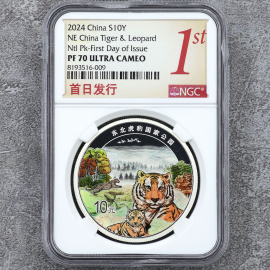 2024 China S10Y
NE China Tiger & Leopard
Ntl Pk-First Day of Issue
PF 70 ULTRA CAMEO
8193516-009
首日发行
1st
NGC
东北虎豹国家公园
10元